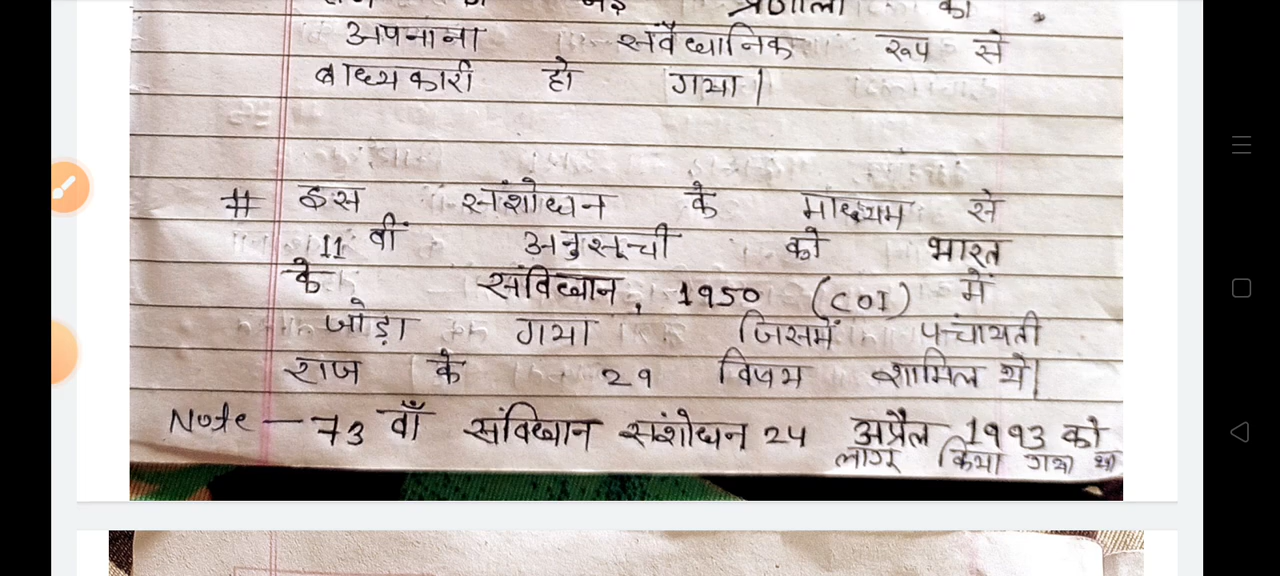 प्रणाली को
अपनाना संवैधानिक रूप से
बाध्यकारी हो गया।
# इस संशोधन के माध्यम से
11 वीं अनुसूची को भारत
के संविधान, 1950 (COI) में
जोड़ा गया जिसमें पंचायती
राज के 29 विषय शामिल थे।
Note - 73 वाँ संविधान संशोधन 24 अप्रैल 1993 को
लागू किया गया था